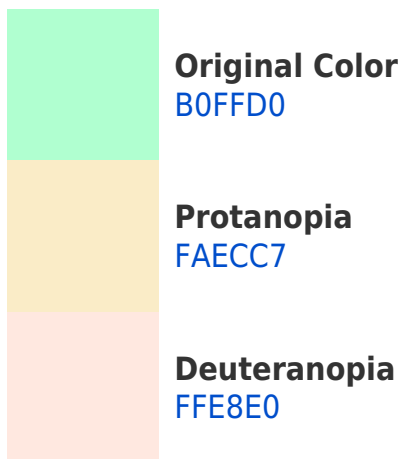 Original Color
B0FFD0
Protanopia
FAECC7
Deuteranopia
FFE8E0